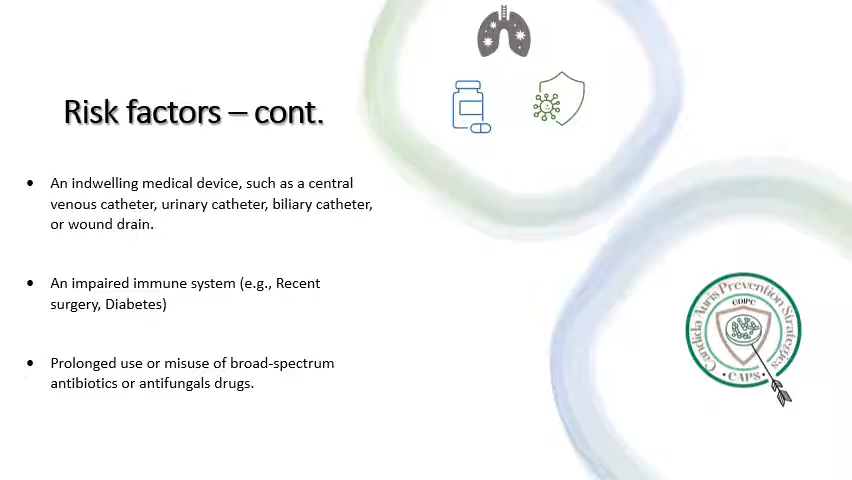 Risk factors – cont.
• An indwelling medical device, such as a central
venous catheter, urinary catheter, biliary catheter,
or wound drain.
• An impaired immune system (e.g., Recent
surgery, Diabetes)
• Prolonged use or misuse of broad-spectrum
antibiotics or antifungals drugs.
Candida Auris Prevention Strategies
GDIPC
• CAPS •